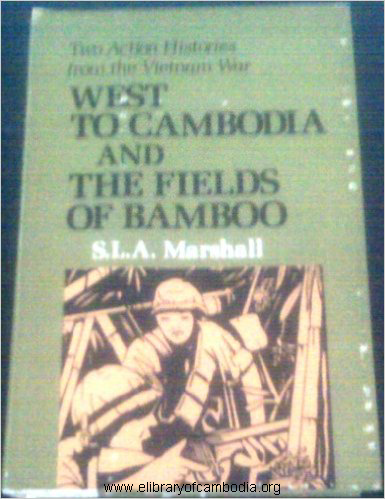 Two Action Histories
from the Vietnam War
WEST
TO CAMBODIA
AND
THE FIELDS
OF BAMBOO
S.L.A. Marshall
www.elibraryofcambodia.org